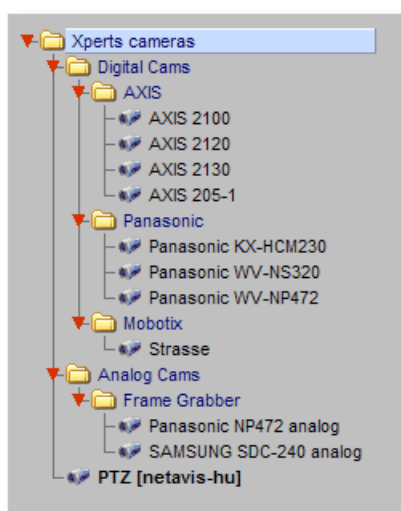 Xperts cameras
Digital Cams
AXIS
AXIS 2100
AXIS 2120
AXIS 2130
AXIS 205-1
Panasonic
Panasonic KX-HCM230
Panasonic WV-NS320
Panasonic WV-NP472
Mobotix
Strasse
Analog Cams
Frame Grabber
Panasonic NP472 analog
SAMSUNG SDC-240 analog
PTZ [netavis-hu]